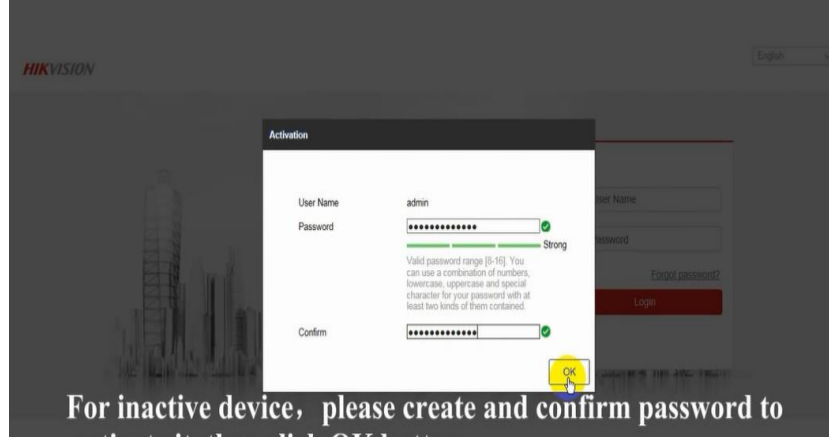 English
HIKVISION
Activation
User Name admin
Password
Strong
Valid password range [8-16]. You
can use a combination of numbers,
lowercase, uppercase and special
character for your password with at
least two kinds of them contained.
Confirm
OK
User Name
Password
Forgot password?
Login
For inactive device, please create and confirm password to